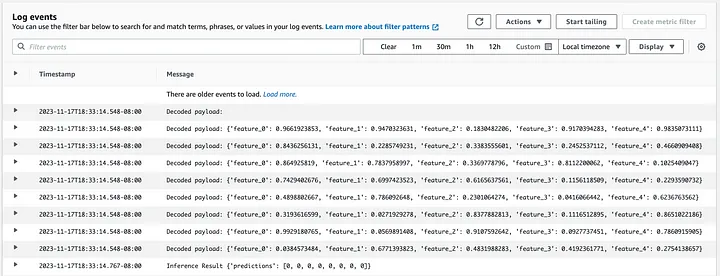 Log events
You can use the filter bar below to search for and match terms, phrases, or values in your log events. Learn more about filter patterns
Actions
Start tailing
Create metric filter
Filter events
Clear 1m 30m 1h 12h Custom Local timezone Display
Timestamp Message
There are older events to load. Load more.
2023-11-17T18:33:14.548-08:00 Decoded payload:
2023-11-17T18:33:14.548-08:00 Decoded payload: {'feature_0': 0.9661923853, 'feature_1': 0.9470323631, 'feature_2': 0.1830482206, 'feature_3': 0.9170394283, 'feature_4': 0.9835073111}
2023-11-17T18:33:14.548-08:00 Decoded payload: {'feature_0': 0.8436256131, 'feature_1': 0.2285749231, 'feature_2': 0.3383555601, 'feature_3': 0.2452537112, 'feature_4': 0.4660909408}
2023-11-17T18:33:14.548-08:00 Decoded payload: {'feature_0': 0.864925819, 'feature_1': 0.7837958997, 'feature_2': 0.3369778796, 'feature_3': 0.8112200062, 'feature_4': 0.1025409047}
2023-11-17T18:33:14.548-08:00 Decoded payload: {'feature_0': 0.7429402676, 'feature_1': 0.6997423523, 'feature_2': 0.6165637561, 'feature_3': 0.1156118509, 'feature_4': 0.2293590732}
2023-11-17T18:33:14.548-08:00 Decoded payload: {'feature_0': 0.4898802667, 'feature_1': 0.786092648, 'feature_2': 0.2301064274, 'feature_3': 0.0416066442, 'feature_4': 0.6236763562}
2023-11-17T18:33:14.548-08:00 Decoded payload: {'feature_0': 0.3193616599, 'feature_1': 0.0271929278, 'feature_2': 0.8377882813, 'feature_3': 0.1116512895, 'feature_4': 0.8651022186}
2023-11-17T18:33:14.548-08:00 Decoded payload: {'feature_0': 0.9929180765, 'feature_1': 0.0569891408, 'feature_2': 0.9107592642, 'feature_3': 0.0927737451, 'feature_4': 0.7860915905}
2023-11-17T18:33:14.548-08:00 Decoded payload: {'feature_0': 0.0384573484, 'feature_1': 0.6771393823, 'feature_2': 0.4831988283, 'feature_3': 0.4192361771, 'feature_4': 0.2754138657}
2023-11-17T18:33:14.767-08:00 Inference Result {"predictions": [0, 0, 0, 0, 0, 0, 0, 0]}